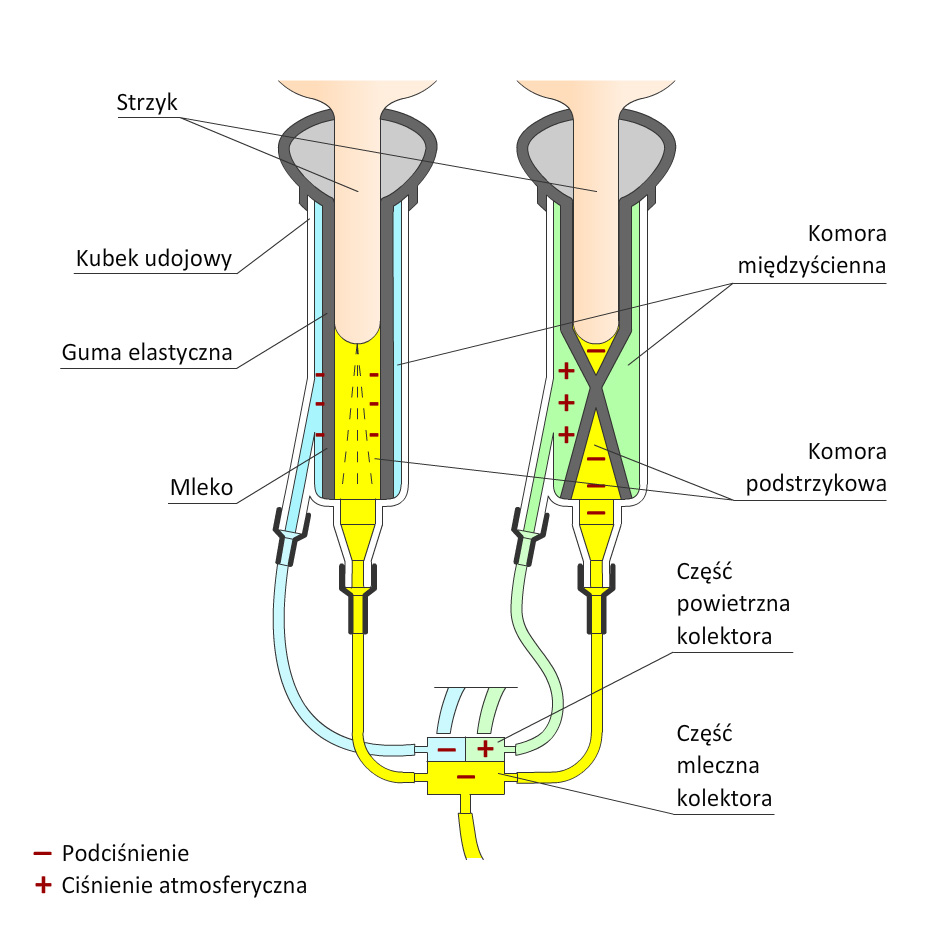 Strzyk
Kubek udojowy
Guma elastyczna
Mleko
Komora
międzyścienna
Komora
podstrzykowa
Część
powietrzna
kolektora
Część
mleczna
kolektora
− Podciśnienie
+ Ciśnienie atmosferyczna